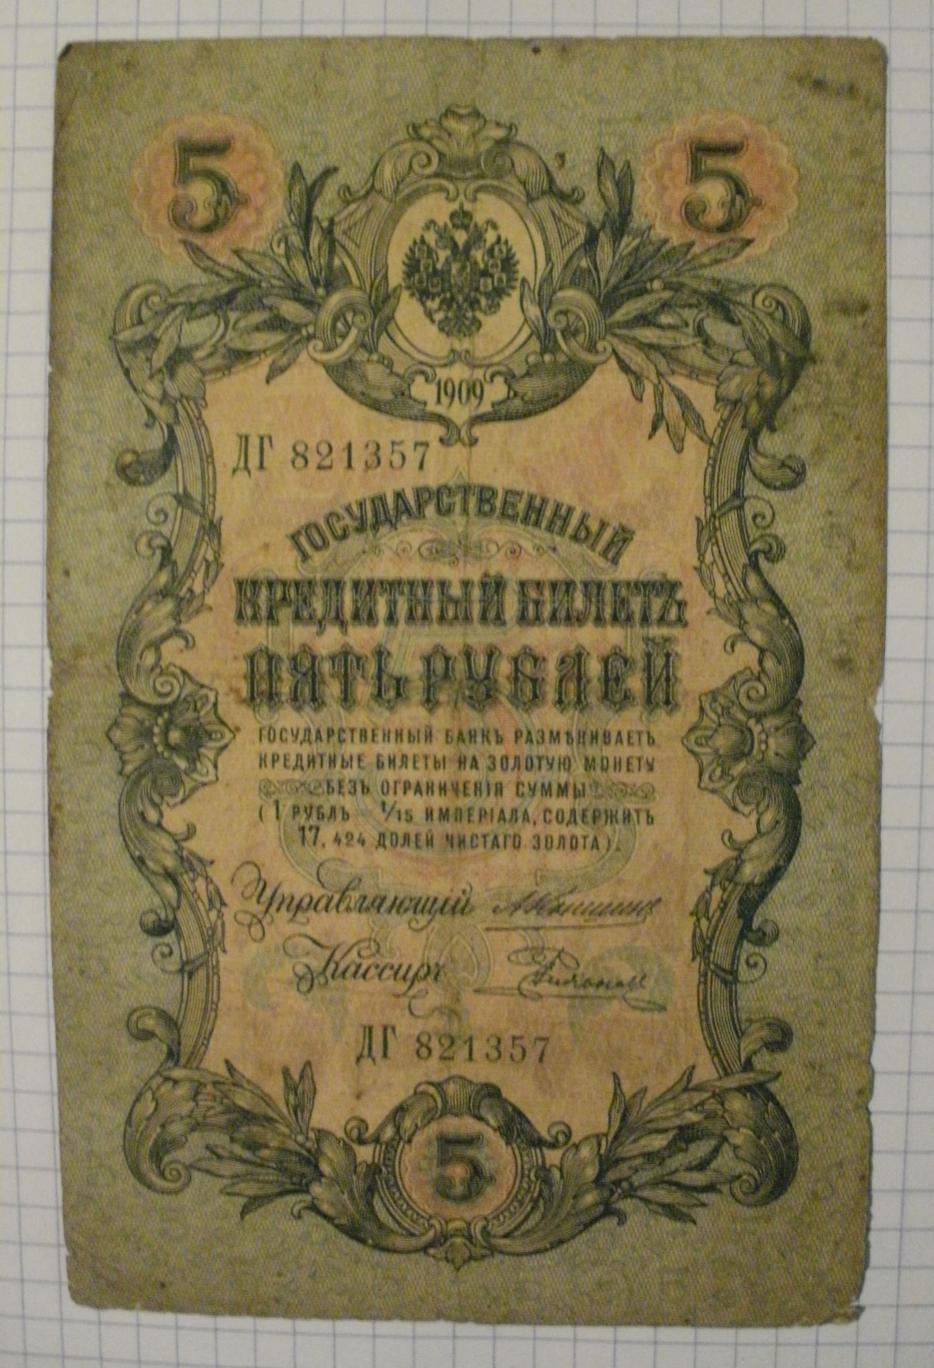 5 5
1909
ДГ 821357
ГОСУДАРСТВЕННЫЙ
КРЕДИТНЫЙ БИЛЕТЪ
ПЯТЬ РУБЛЕЙ
ГОСУДАРСТВЕННЫЙ БАНКЪ РАЗМѢНИВАЕТЪ
КРЕДИТНЫЕ БИЛЕТЫ НА ЗОЛОТУЮ МОНЕТУ
БЕЗЪ ОГРАНИЧЕНІЯ СУММЫ
(1 РУБЛЬ = 1/15 ИМПЕРІАЛА, СОДЕРЖИТЪ
17, 424 ДОЛЕЙ ЧИСТАГО ЗОЛОТА).
Управляющій АКоншинъ
Кассиръ
ДГ 821357
5